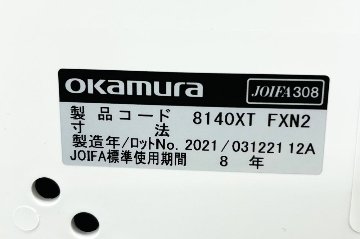 okamura JOIFA308
製品コード 8140XT FXN2
寸法
製造年/ロットNo. 2021/031221 12A
JOIFA標準使用期間 8 年